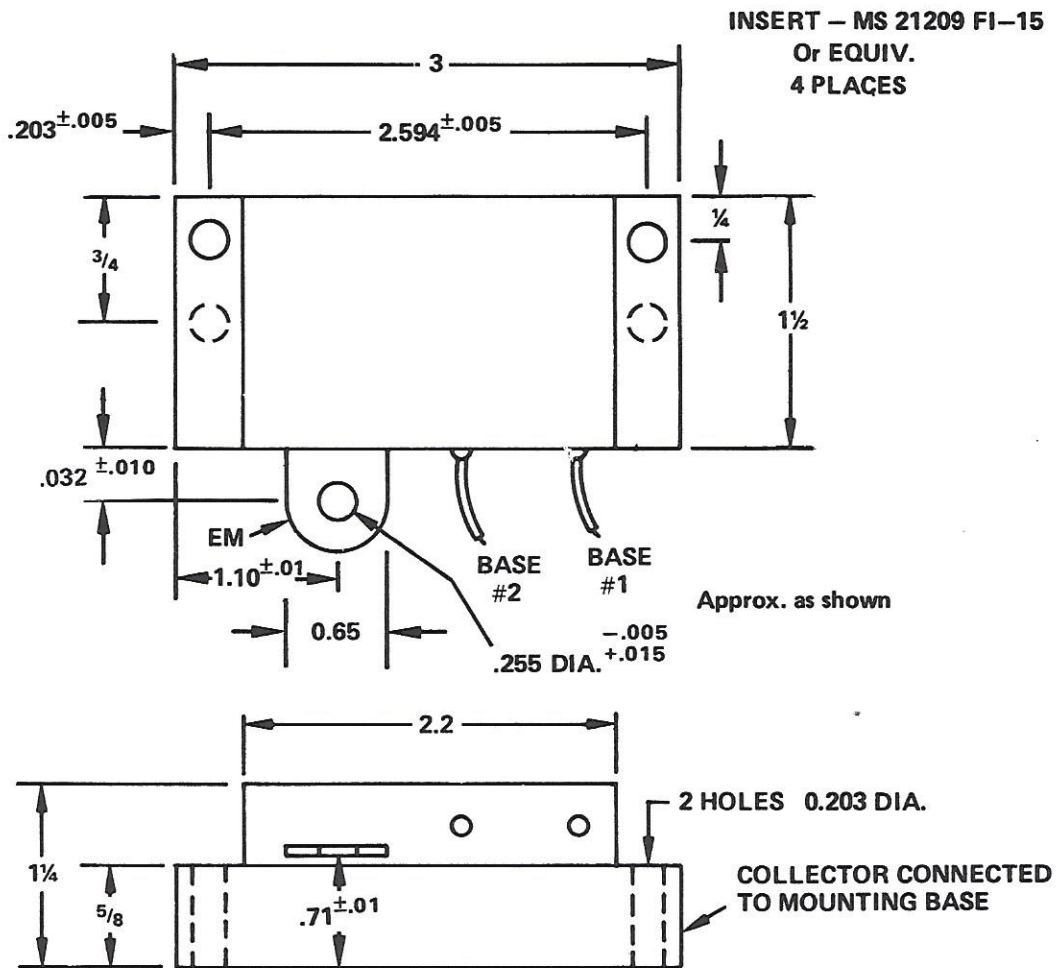 INSERT – MS 21209 FI–15
Or EQUIV.
4 PLACES
3
.203±.005
2.594±.005
3/4
¼
1½
.032 ±.010
EM
1.10±.01
BASE
#2
BASE
#1
Approx. as shown
0.65
.255 DIA. -.005 +.015
2.2
2 HOLES 0.203 DIA.
1¼
5/8
.71±.01
COLLECTOR CONNECTED
TO MOUNTING BASE